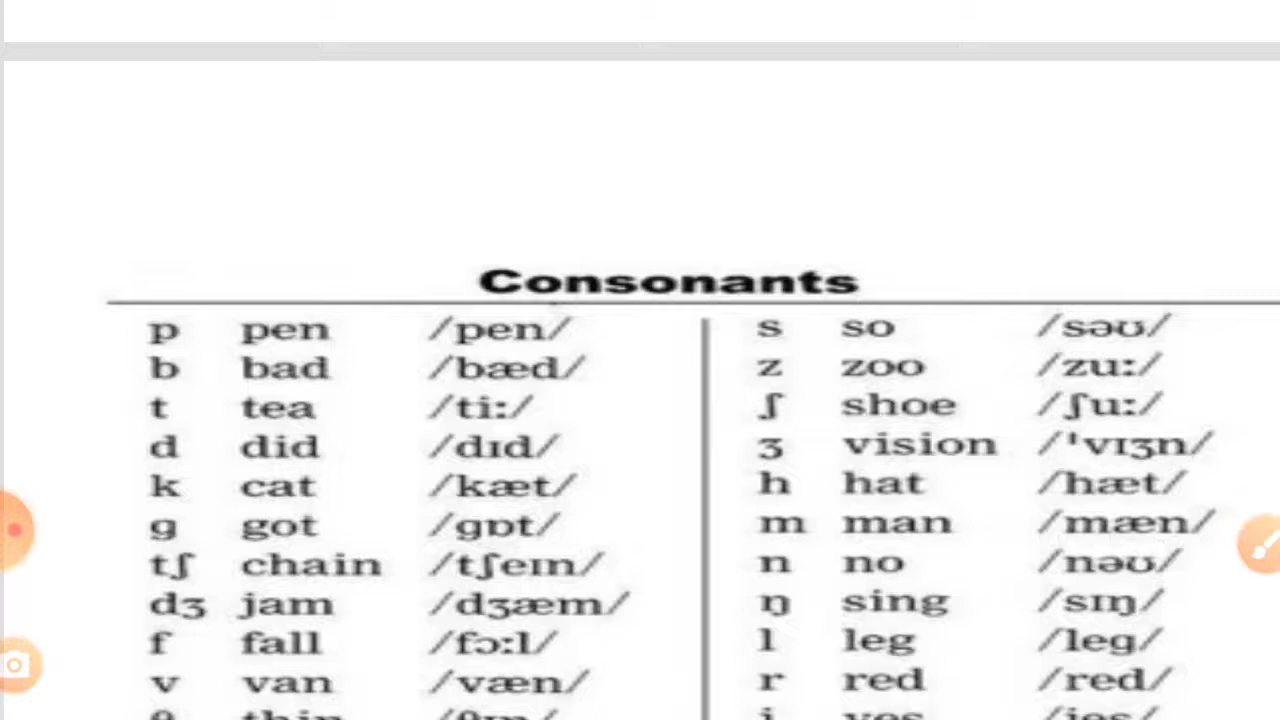 Consonants
p pen /pen/
b bad /bæd/
t tea /tiː/
d did /dɪd/
k cat /kæt/
ɡ got /ɡɒt/
tʃ chain /tʃeɪn/
dʒ jam /dʒæm/
f fall /fɔːl/
v van /væn/
s so /səʊ/
z zoo /zuː/
ʃ shoe /ʃuː/
ʒ vision /ˈvɪʒn/
h hat /hæt/
m man /mæn/
n no /nəʊ/
ŋ sing /sɪŋ/
l leg /leɡ/
r red /red/